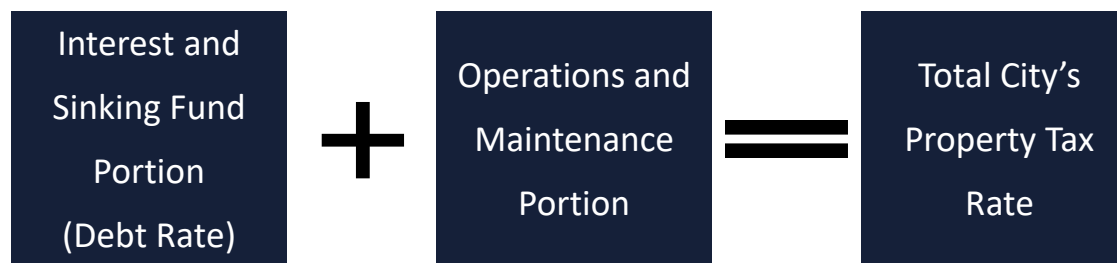 Interest and
Sinking Fund
Portion
(Debt Rate)
+
Operations and
Maintenance
Portion
=
Total City’s
Property Tax
Rate